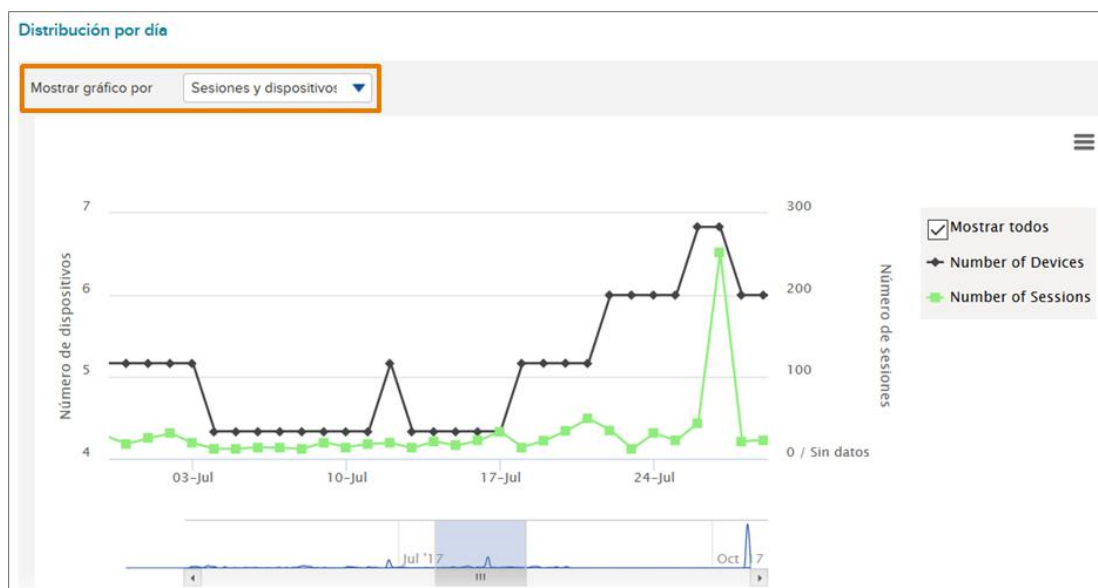 Distribución por día
Mostrar gráfico por
Sesiones y dispositivos
7
6
5
4
Número de dispositivos
300
200
100
0 / Sin datos
Número de sesiones
03-Jul
10-Jul
17-Jul
24-Jul
Mostrar todos
Number of Devices
Number of Sessions
Jul '17
Oct '17